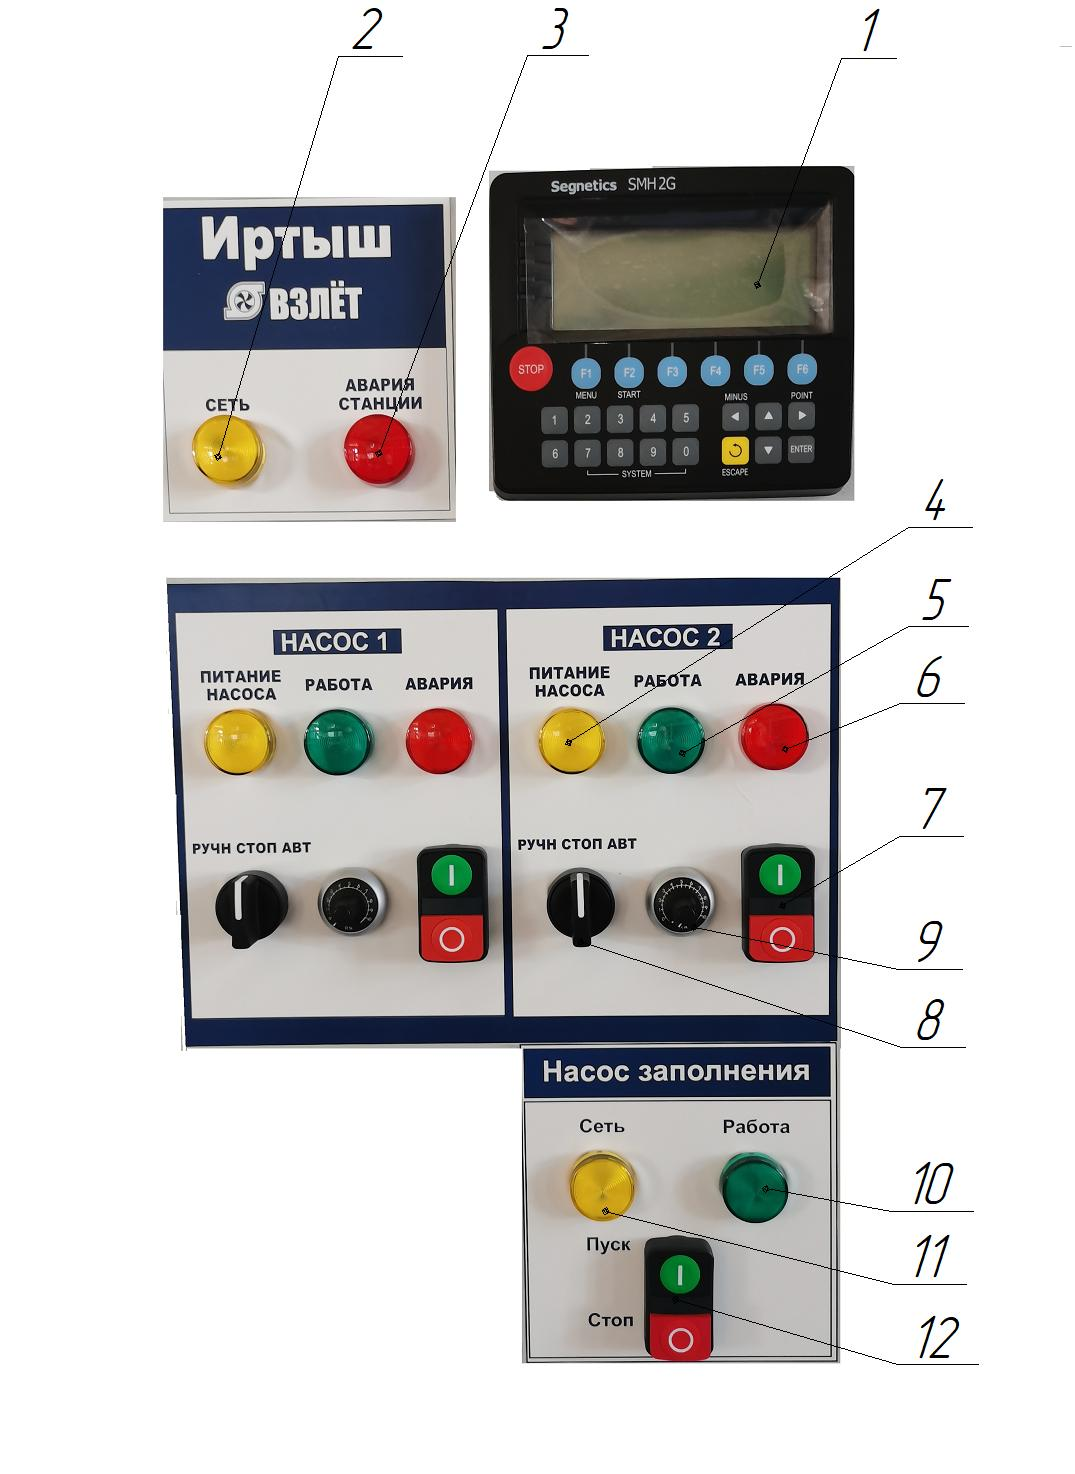 2 3 1
Segnetics SMH 2G
Иртыш
ВЗЛЁТ
STOP F1 F2 F3 F4 F5 F6
MENU START MINUS POINT
1 2 3 4 5
6 7 8 9 0 ENTER
SYSTEM ESCAPE
АВАРИЯ
СЕТЬ СТАНЦИИ
4
5
6
НАСОС 1
ПИТАНИЕ
НАСОСА
РАБОТА
АВАРИЯ
РУЧН СТОП АВТ
НАСОС 2
ПИТАНИЕ
НАСОСА
РАБОТА
АВАРИЯ
РУЧН СТОП АВТ
7
9
8
Насос заполнения
Сеть Работа
10
Пуск
11
Стоп
12